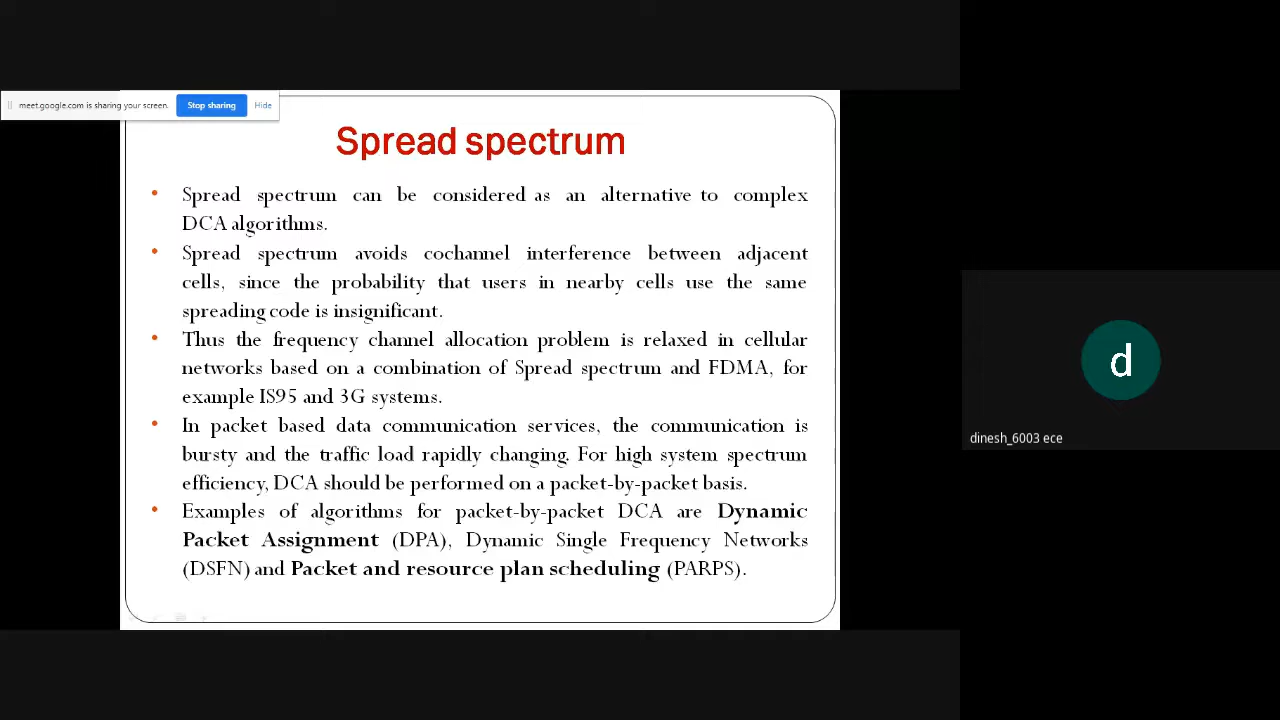 meet.google.com is sharing your screen.
Stop sharing
Hide
Spread spectrum
• Spread spectrum can be considered as an alternative to complex
DCA algorithms.
• Spread spectrum avoids cochannel interference between adjacent
cells, since the probability that users in nearby cells use the same
spreading code is insignificant.
• Thus the frequency channel allocation problem is relaxed in cellular
networks based on a combination of Spread spectrum and FDMA, for
example IS95 and 3G systems.
• In packet based data communication services, the communication is
bursty and the traffic load rapidly changing. For high system spectrum
efficiency, DCA should be performed on a packet-by-packet basis.
• Examples of algorithms for packet-by-packet DCA are Dynamic
Packet Assignment (DPA), Dynamic Single Frequency Networks
(DSFN) and Packet and resource plan scheduling (PARPS).
d
dinesh_6003 ece